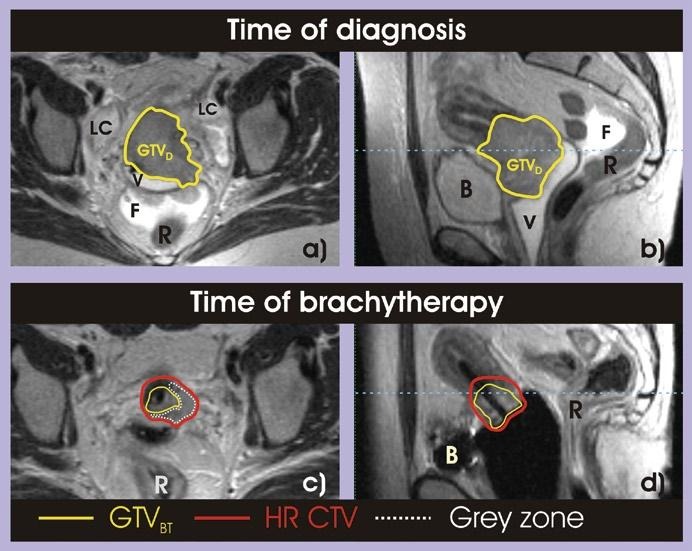 Time of diagnosis
LC
LC
GTVD
V
F
R
a)
F
R
GTVD
B
V
b)
Time of brachytherapy
R
c)
R
B
d)
GTVBT
HR CTV
Grey zone